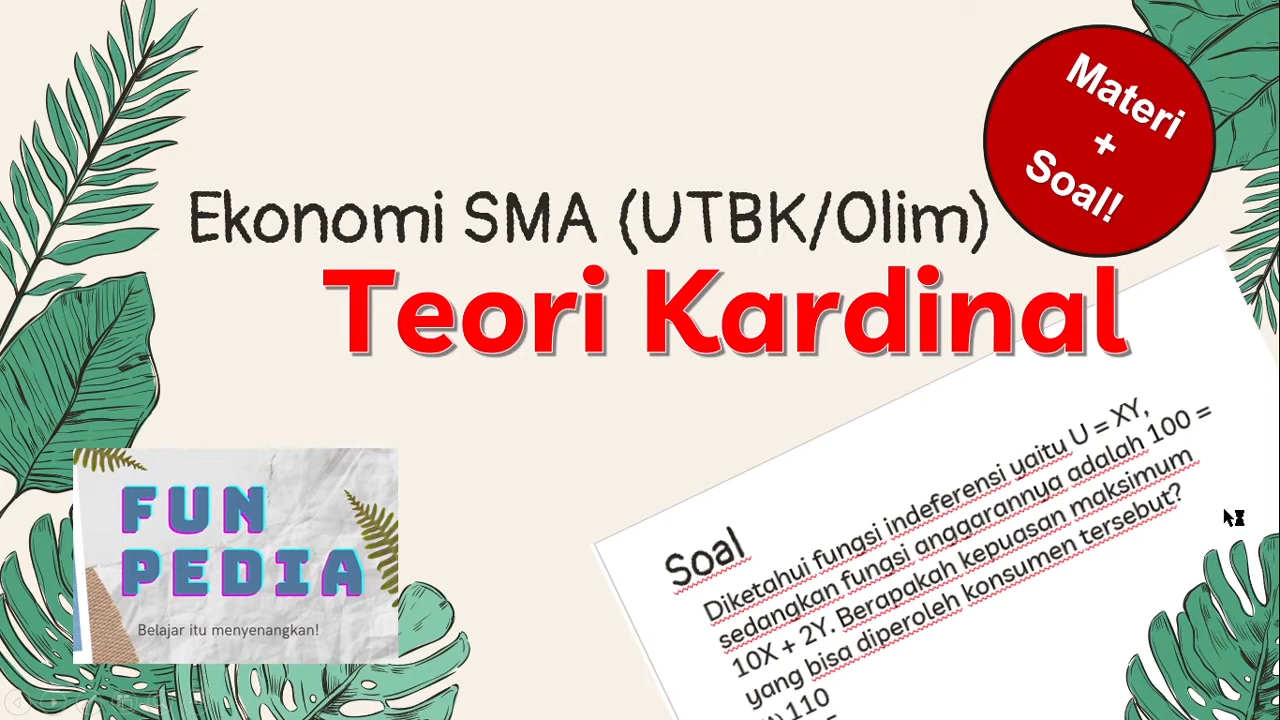 Materi
+
Soal!
Ekonomi SMA (UTBK/Olim)
Teori Kardinal
FUN
PEDIA
Belajar itu menyenangkan!
Soal
Diketahui fungsi indeferensi yaitu U = XY,
sedangkan fungsi anggarannya adalah 100 =
10X + 2Y. Berapakah kepuasan maksimum
yang bisa diperoleh konsumen tersebut?
110